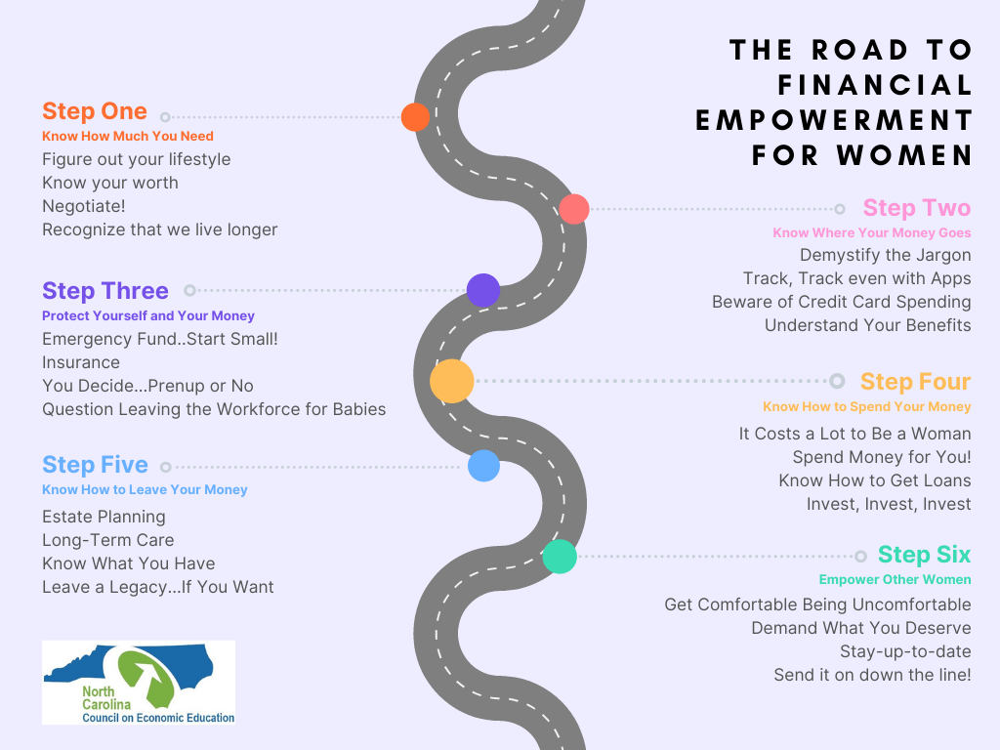 THE ROAD TO
FINANCIAL
EMPOWERMENT
FOR WOMEN
Step One
Know How Much You Need
Figure out your lifestyle
Know your worth
Negotiate!
Recognize that we live longer
Step Two
Know Where Your Money Goes
Demystify the Jargon
Track, Track even with Apps
Beware of Credit Card Spending
Understand Your Benefits
Step Three
Protect Yourself and Your Money
Emergency Fund..Start Small!
Insurance
You Decide...Prenup or No
Question Leaving the Workforce for Babies
Step Four
Know How to Spend Your Money
It Costs a Lot to Be a Woman
Spend Money for You!
Know How to Get Loans
Invest, Invest, Invest
Step Five
Know How to Leave Your Money
Estate Planning
Long-Term Care
Know What You Have
Leave a Legacy...If You Want
Step Six
Empower Other Women
Get Comfortable Being Uncomfortable
Demand What You Deserve
Stay-up-to-date
Send it on down the line!
North
Carolina
Council on Economic Education